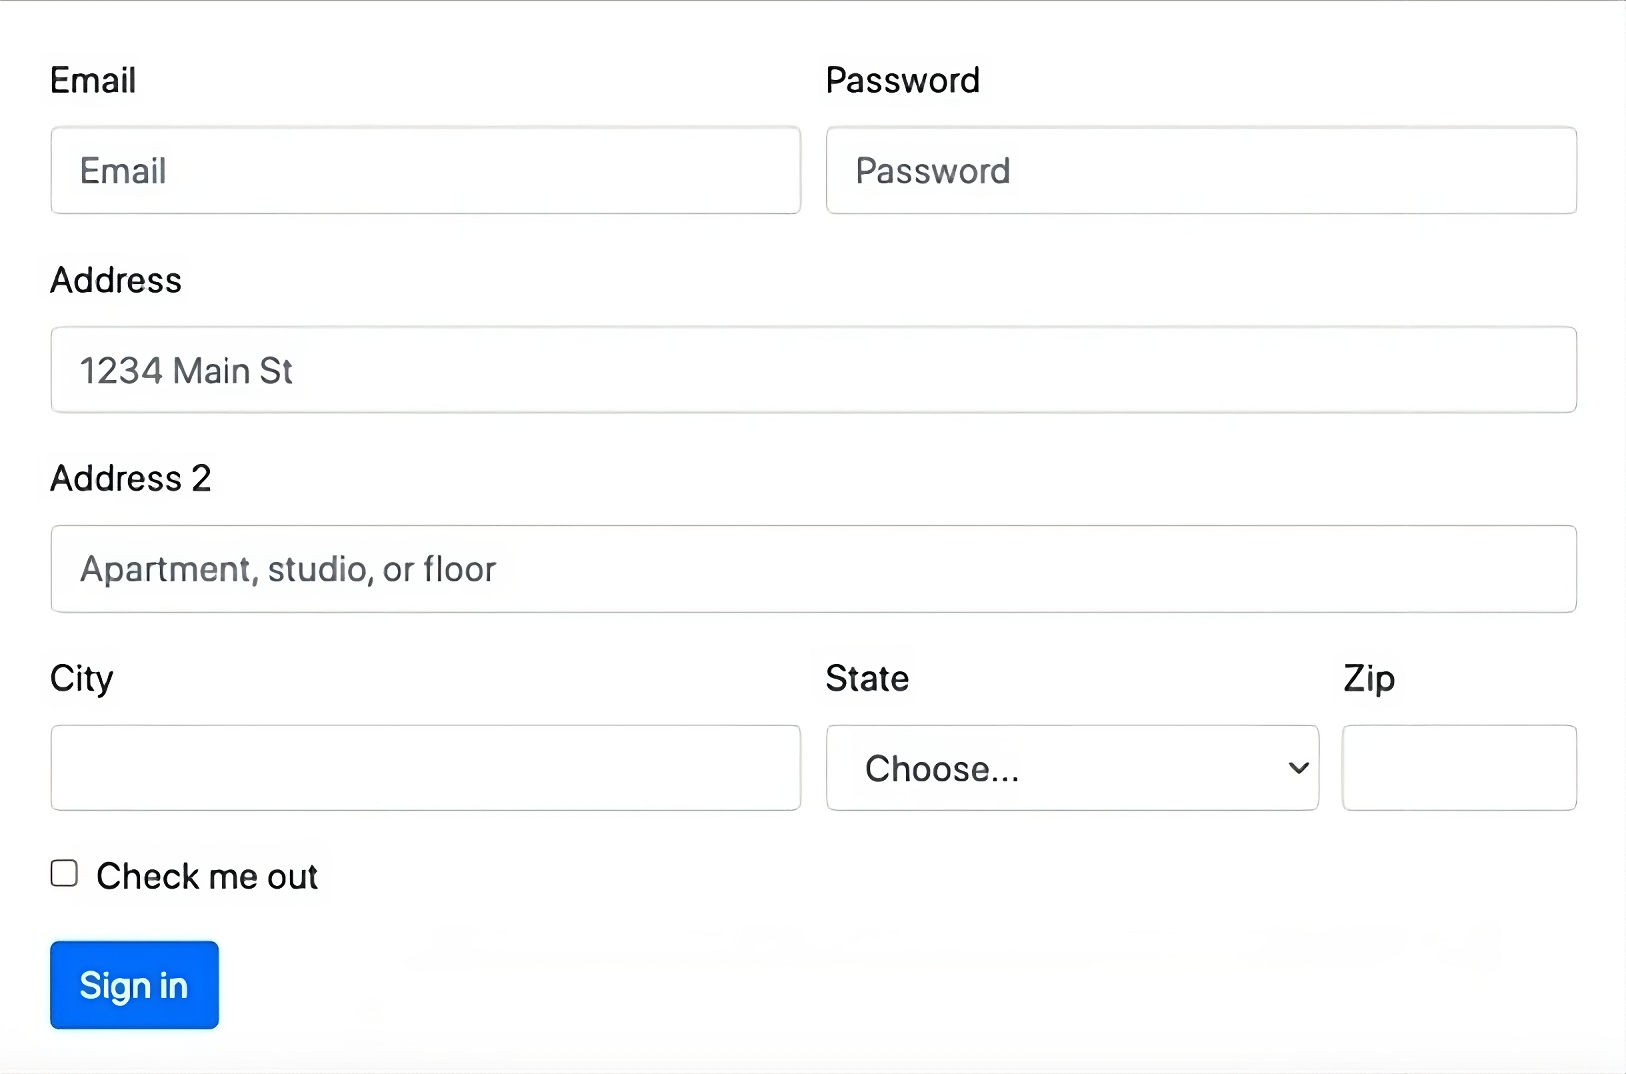 Email Password
Email Password
Address
1234 Main St
Address 2
Apartment, studio, or floor
City State Zip
Choose...
Check me out
Sign in